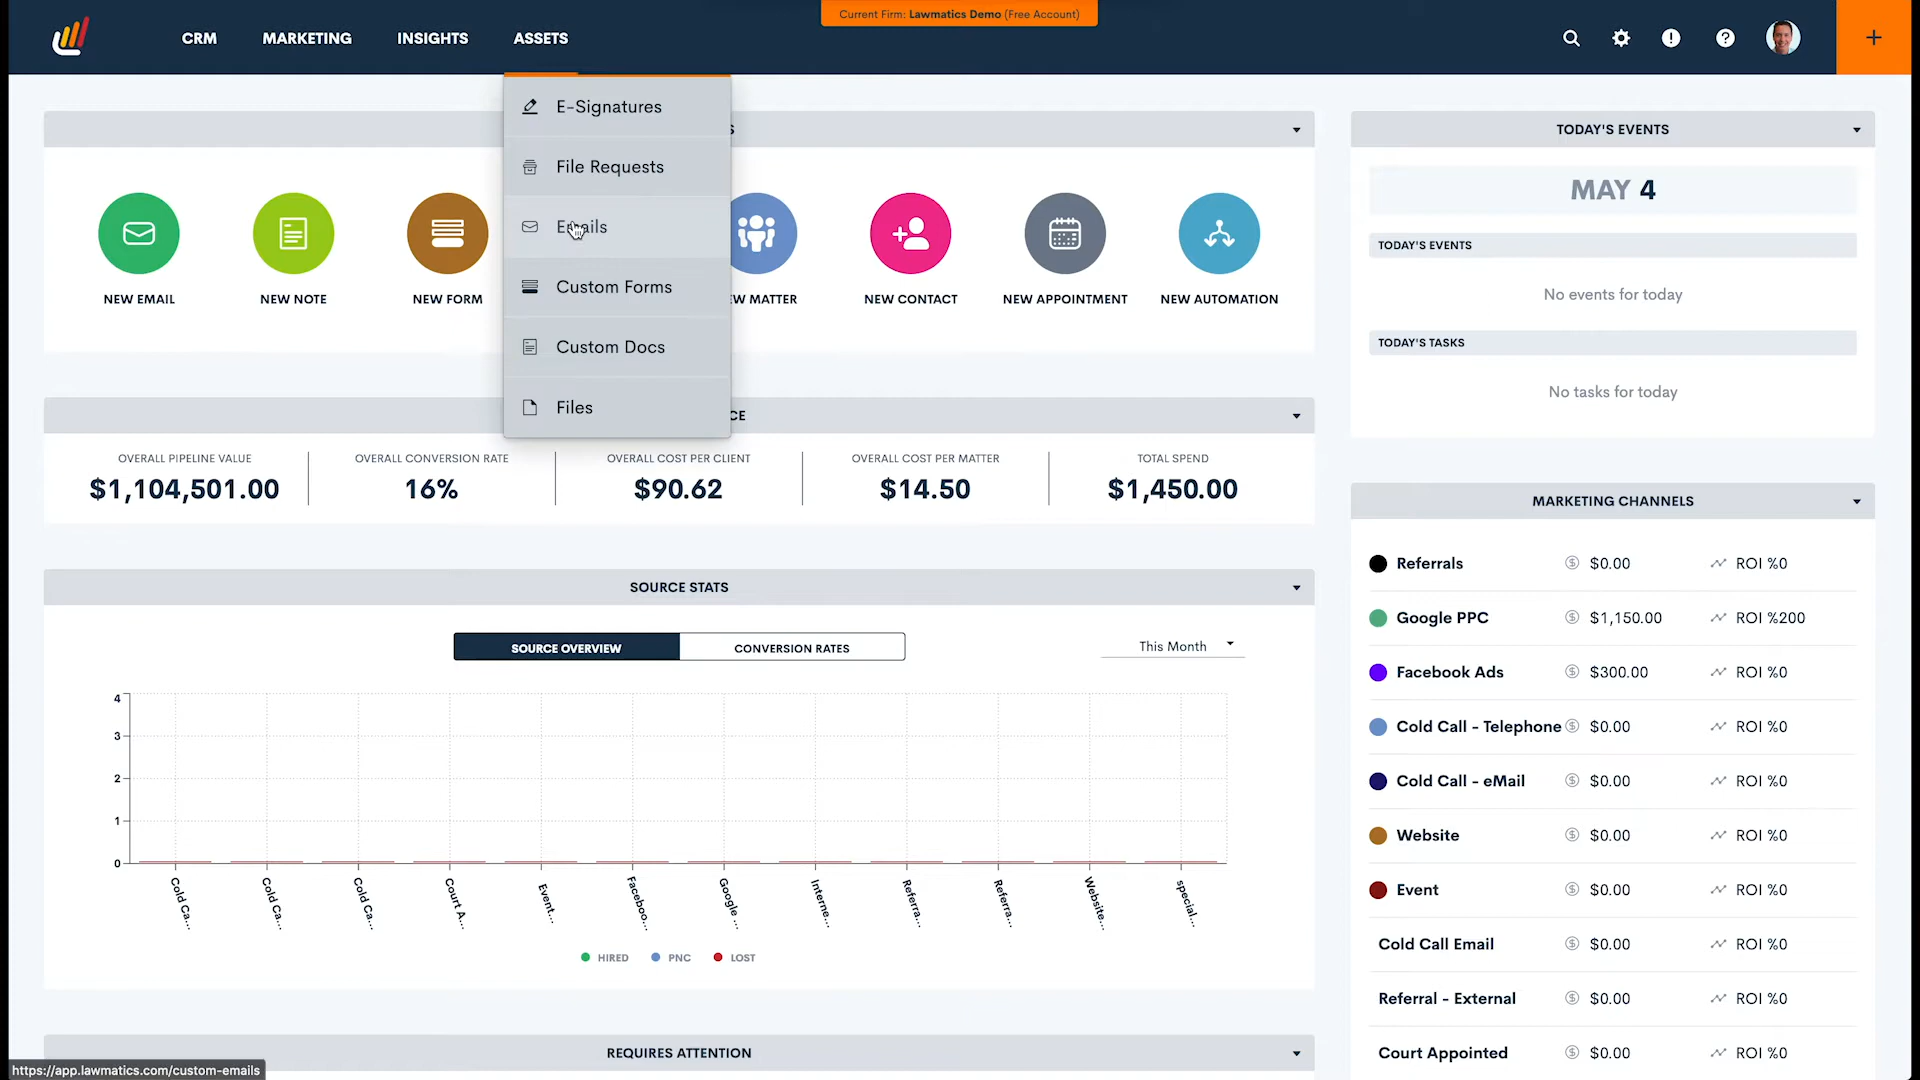 Current Firm: Lawmatics Demo (Free Account)
CRM
MARKETING
INSIGHTS
ASSETS
E-Signatures
File Requests
Emails
Custom Forms
Custom Docs
Files
NEW EMAIL
NEW NOTE
NEW FORM
EW MATTER
NEW CONTACT
NEW APPOINTMENT
NEW AUTOMATION
CE
OVERALL PIPELINE VALUE
$1,104,501.00
OVERALL CONVERSION RATE
16%
OVERALL COST PER CLIENT
$90.62
OVERALL COST PER MATTER
$14.50
TOTAL SPEND
$1,450.00
SOURCE STATS
SOURCE OVERVIEW
CONVERSION RATES
This Month
4
3
2
1
0
Cold Ca...
Cold Ca...
Cold Ca...
Court A...
Event...
Faceboo...
Google ...
Interne...
Referra...
Referra...
Website...
special...
HIRED
PNC
LOST
REQUIRES ATTENTION
TODAY'S EVENTS
MAY 4
TODAY'S EVENTS
No events for today
TODAY'S TASKS
No tasks for today
MARKETING CHANNELS
Referrals $0.00 ROI %0
Google PPC $1,150.00 ROI %200
Facebook Ads $300.00 ROI %0
Cold Call - Telephone $0.00 ROI %0
Cold Call - eMail $0.00 ROI %0
Website $0.00 ROI %0
Event $0.00 ROI %0
Cold Call Email $0.00 ROI %0
Referral - External $0.00 ROI %0
Court Appointed $0.00 ROI %0
https://app.lawmatics.com/custom-emails